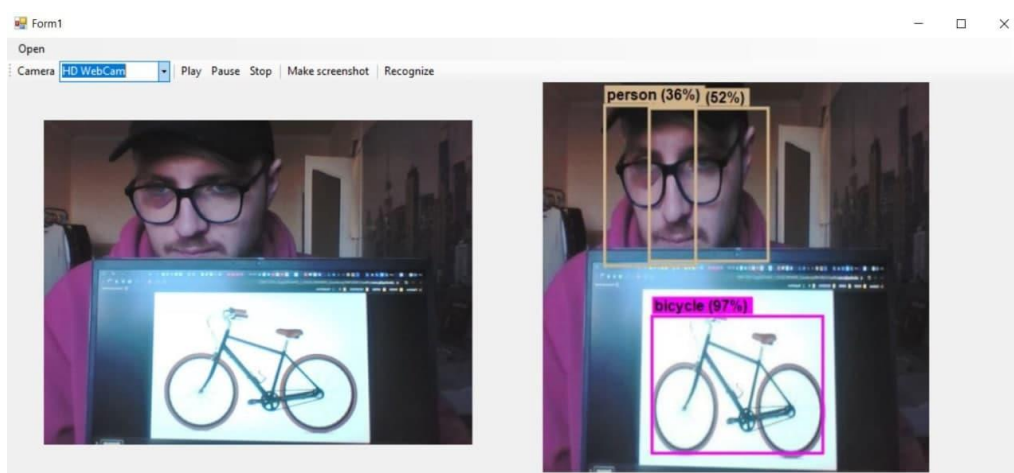 Form1
Open
Camera HD WebCam Play Pause Stop Make screenshot Recognize
person (36%) (52%)
bicycle (97%)